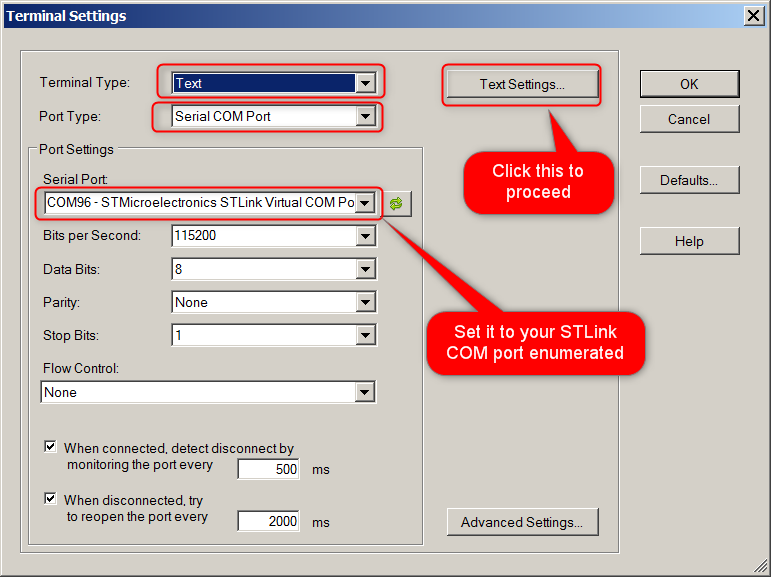 Terminal Settings
Terminal Type:
Text
Text Settings...
OK
Port Type:
Serial COM Port
Cancel
Port Settings
Click this to
proceed
Serial Port:
COM96 - STMicroelectronics STLink Virtual COM Po
Defaults...
Bits per Second:
115200
Help
Data Bits:
8
Parity:
None
Set it to your STLink
COM port enumerated
Stop Bits:
1
Flow Control:
None
When connected, detect disconnect by
monitoring the port every
500
ms
When disconnected, try
to reopen the port every
2000
ms
Advanced Settings...